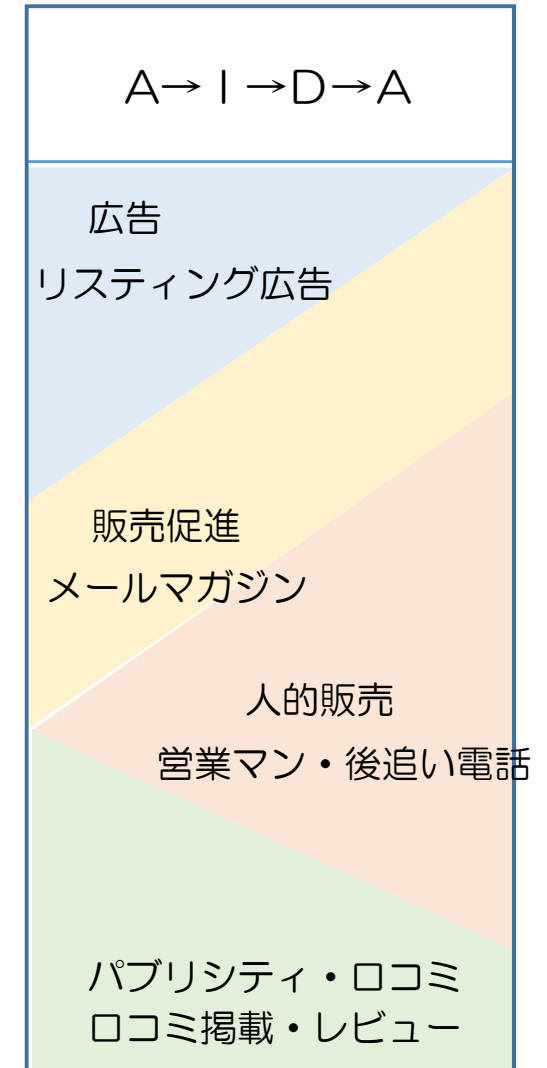 A→I→D→A
広告
リスティング広告
販売促進
メールマガジン
人的販売
営業マン・後追い電話
パブリシティ・口コミ
口コミ掲載・レビュー